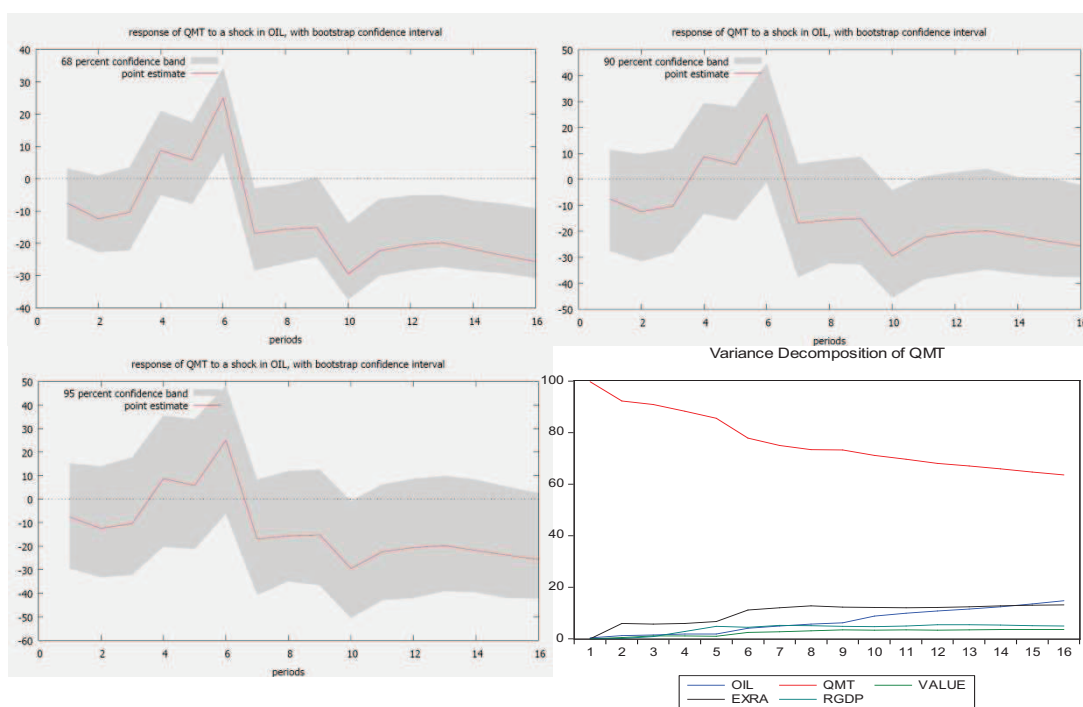 response of QMT to a shock in OIL, with bootstrap confidence interval
40
30
20
10
0
-10
-20
-30
-40
68 percent confidence band
point estimate
0 2 4 6 8 10 12 14 16
periods
response of QMT to a shock in OIL, with bootstrap confidence interval
50
40
30
20
10
0
-10
-20
-30
-40
-50
90 percent confidence band
point estimate
0 2 4 6 8 10 12 14 16
periods
response of QMT to a shock in OIL, with bootstrap confidence interval
50
40
30
20
10
0
-10
-20
-30
-40
-50
-60
95 percent confidence band
point estimate
0 2 4 6 8 10 12 14 16
periods
Variance Decomposition of QMT
100
80
60
40
20
0
1 2 3 4 5 6 7 8 9 10 11 12 13 14 15 16
OIL QMT VALUE
EXRA RGDP